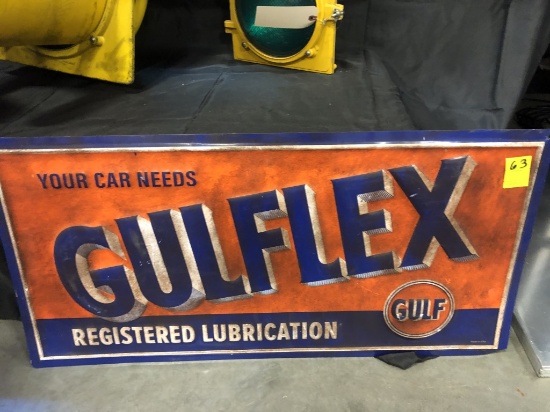 YOUR CAR NEEDS
63
GULFLEX
GULF
REGISTERED LUBRICATION